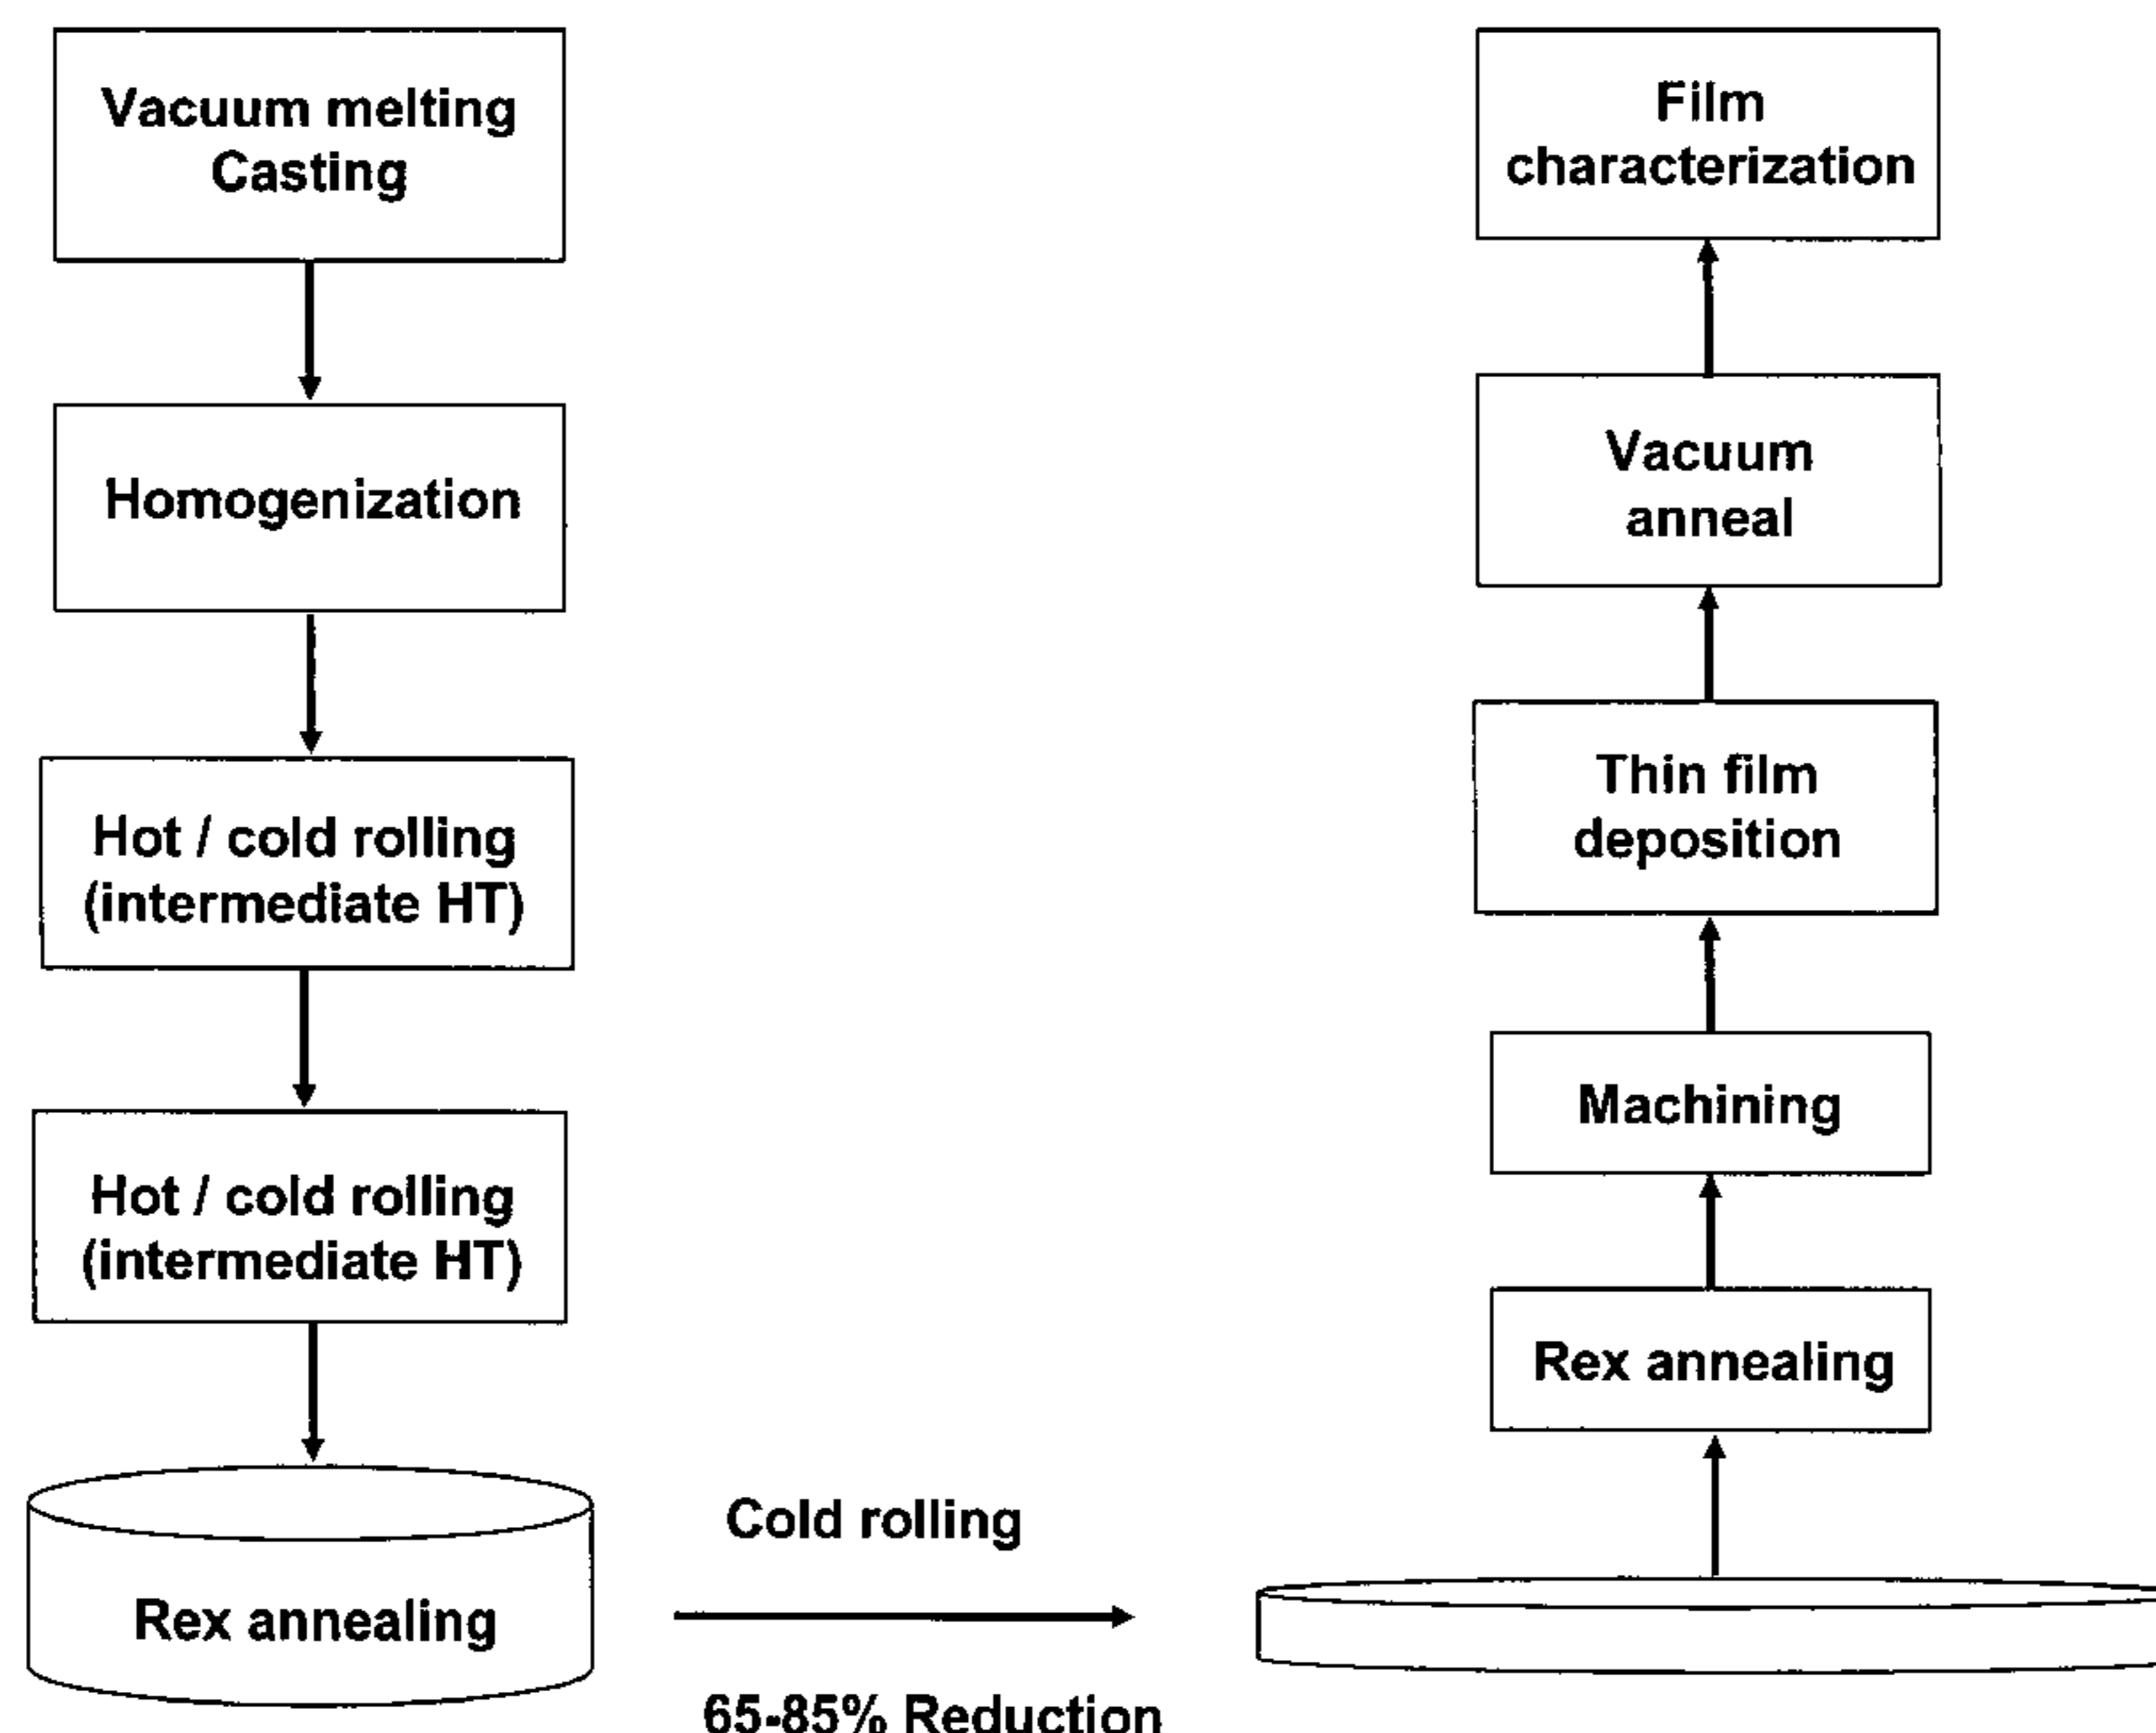 Vacuum melting
Casting
Homogenization
Hot / cold rolling
(intermediate HT)
Hot / cold rolling
(intermediate HT)
Rex annealing
Cold rolling
65-85% Reduction
Film
characterization
Vacuum
anneal
Thin film
deposition
Machining
Rex annealing